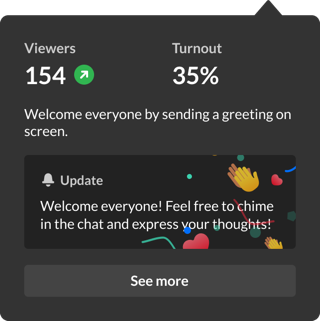 Viewers
Turnout
154
35%
Welcome everyone by sending a greeting on
screen.
Update
Welcome everyone! Feel free to chime
in the chat and express your thoughts!
See more